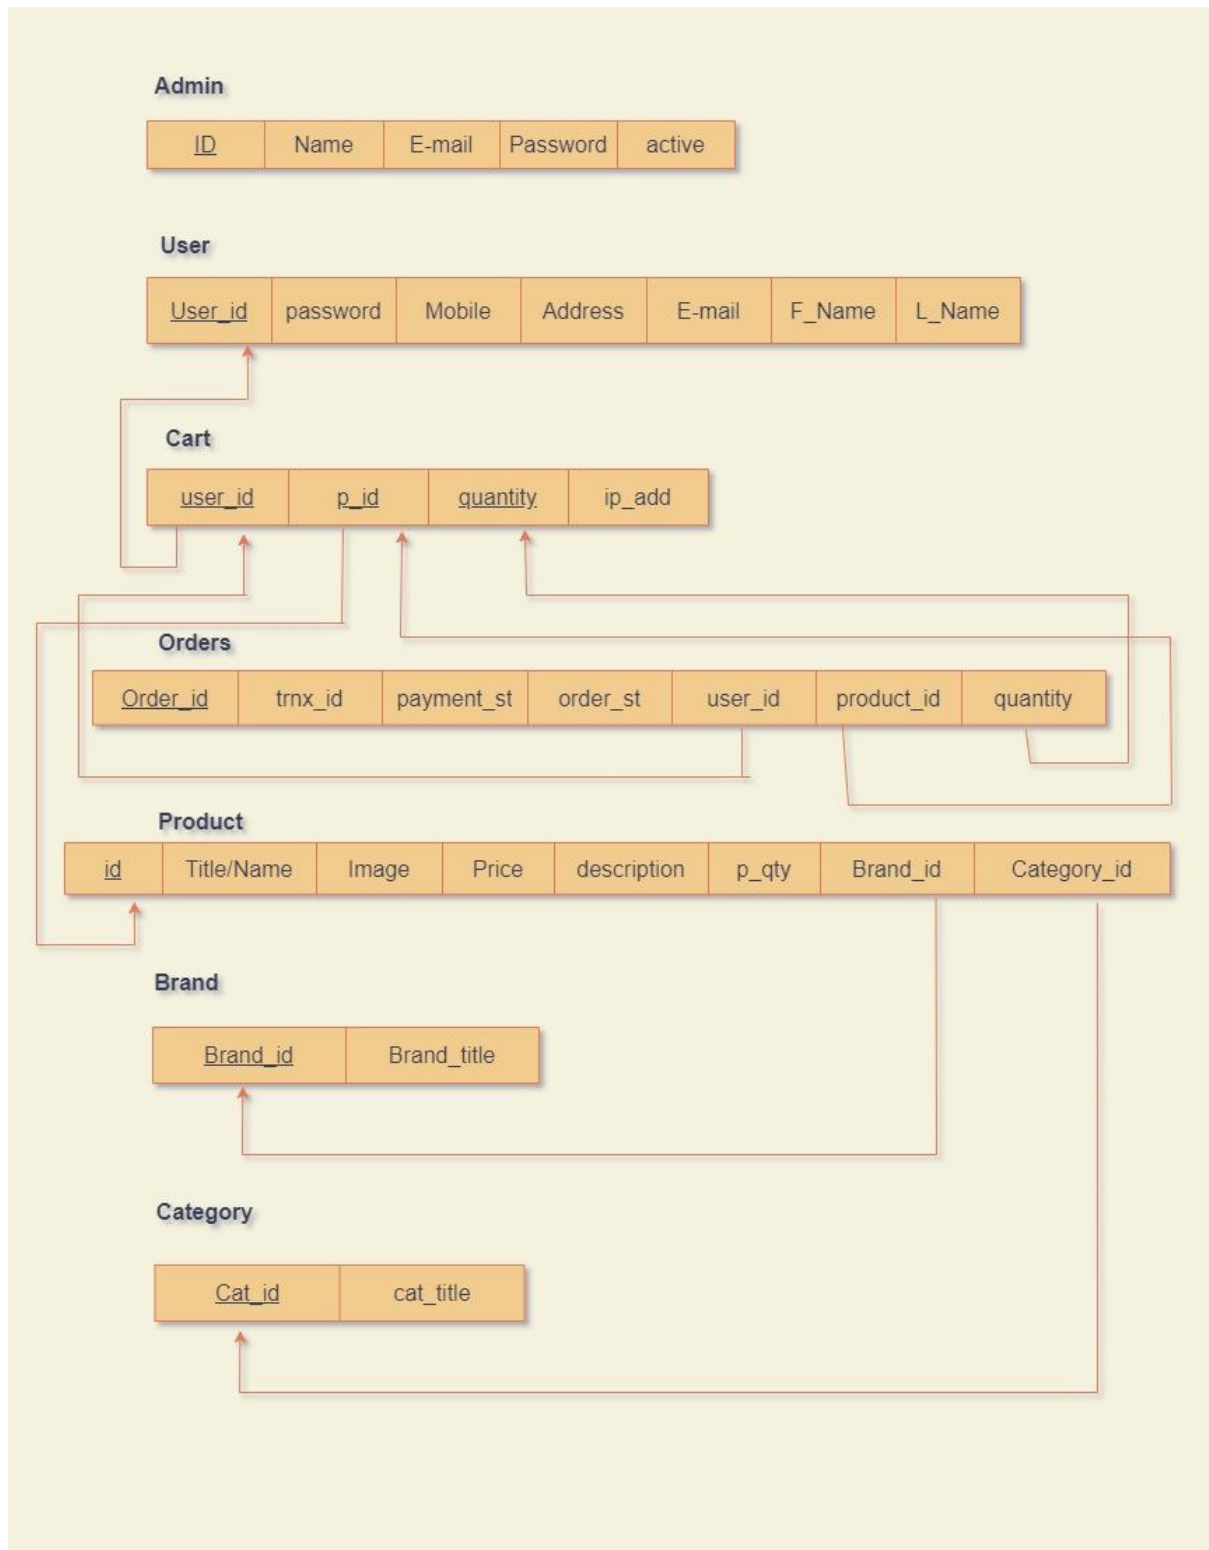 Admin
ID Name E-mail Password active
User
User_id password Mobile Address E-mail F_Name L_Name
Cart
user_id p_id quantity ip_add
Orders
Order_id trnx_id payment_st order_st user_id product_id quantity
Product
id Title/Name Image Price description p_qty Brand_id Category_id
Brand
Brand_id Brand_title
Category
Cat_id cat_title